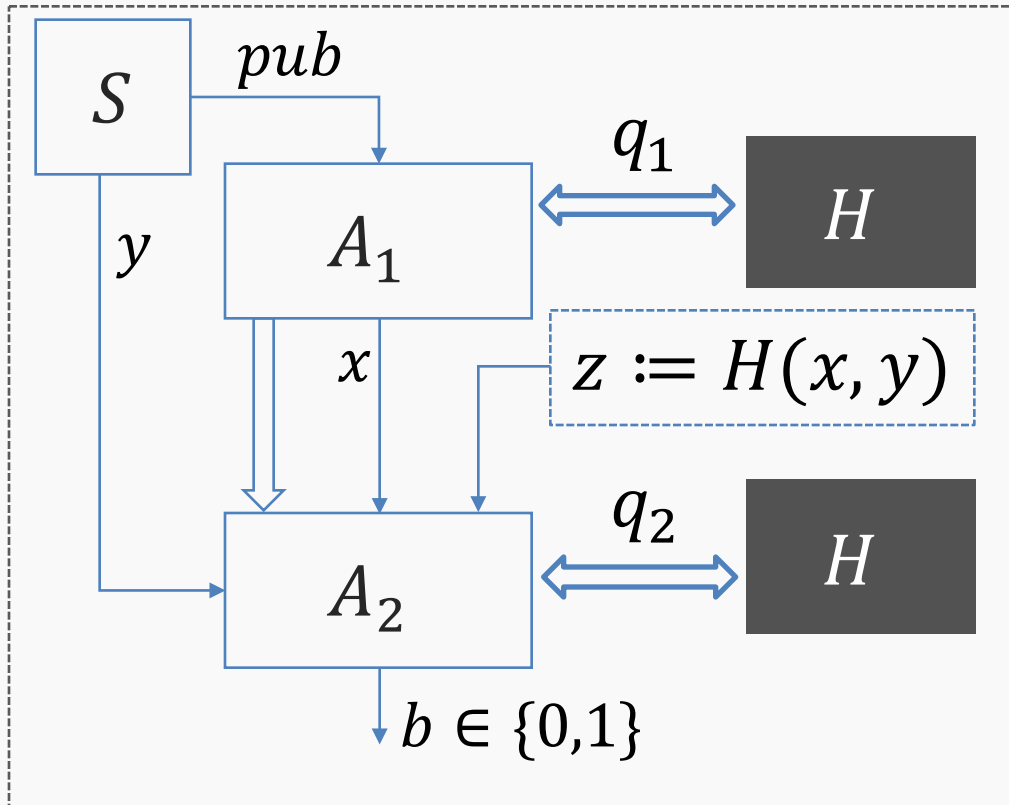 S
pub
y
A₁
q₁
H
x
z := H(x, y)
A₂
q₂
H
b ∈ {0,1}